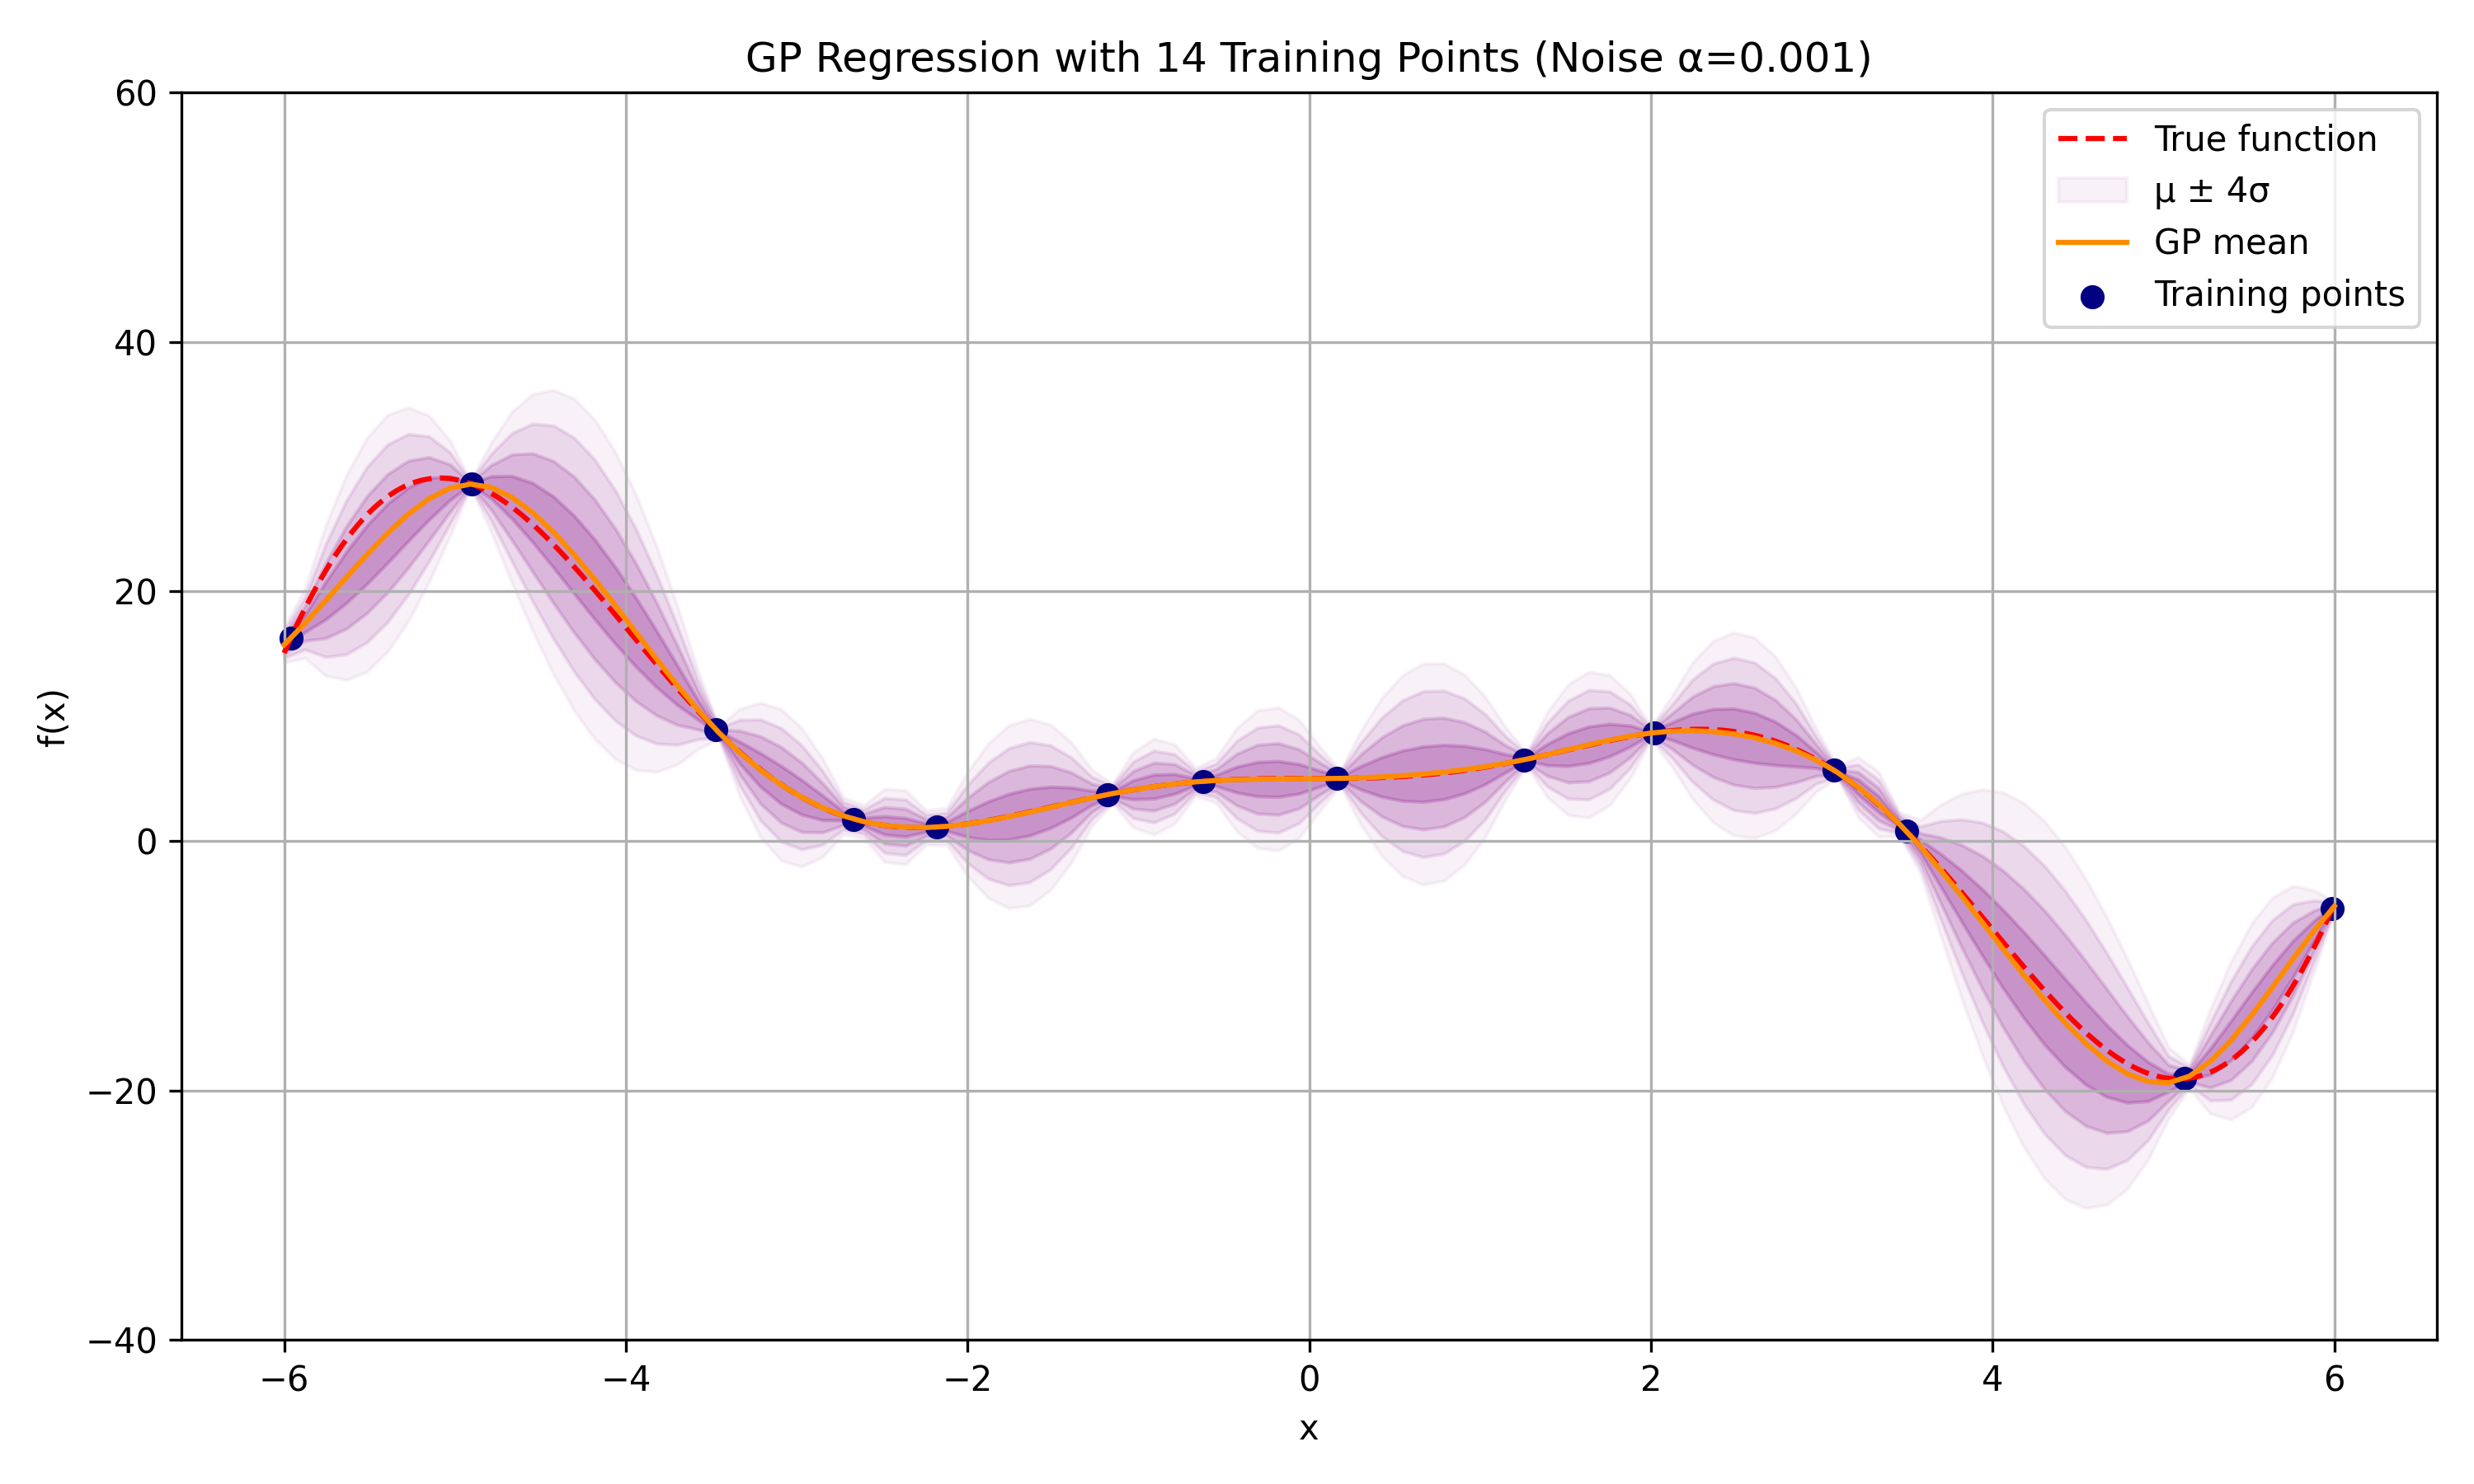 GP Regression with 14 Training Points (Noise α=0.001)
True function
μ ± 4σ
GP mean
Training points
f(x)
60
40
20
0
−20
−40
−6
−4
−2
0
2
4
6
x